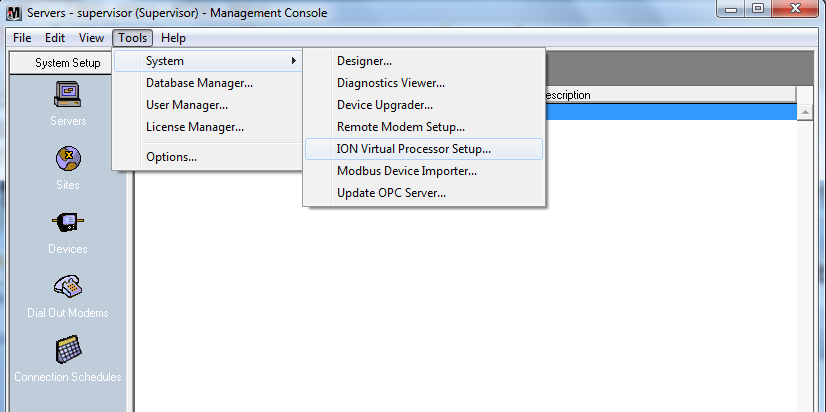 Servers - supervisor (Supervisor) - Management Console
File Edit View Tools Help
System Setup
Servers
Sites
Devices
Dial Out Modems
Connection Schedules
System
Database Manager...
User Manager...
License Manager...
Options...
Designer...
Diagnostics Viewer...
Device Upgrader...
Remote Modem Setup...
ION Virtual Processor Setup...
Modbus Device Importer...
Update OPC Server...
escription